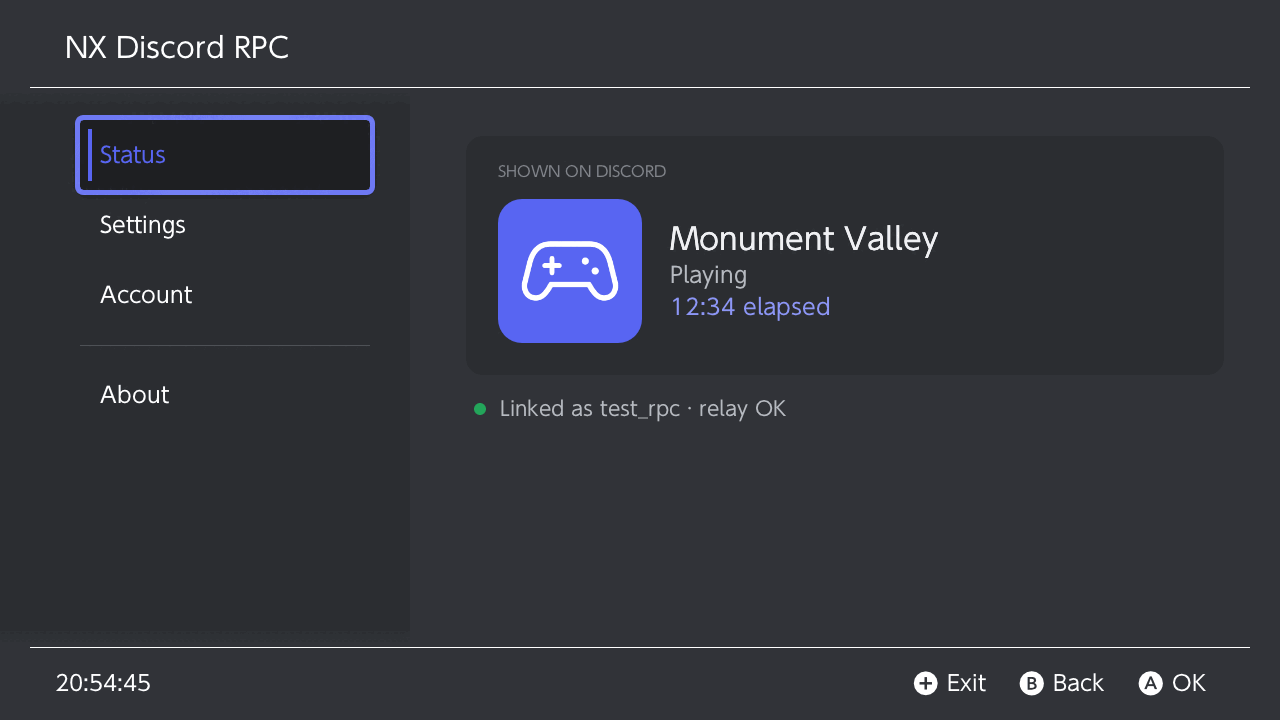 NX Discord RPC
Status
Settings
Account
About
SHOWN ON DISCORD
Monument Valley
Playing
12:34 elapsed
Linked as test_rpc · relay OK
20:54:45
Exit
B Back
A OK